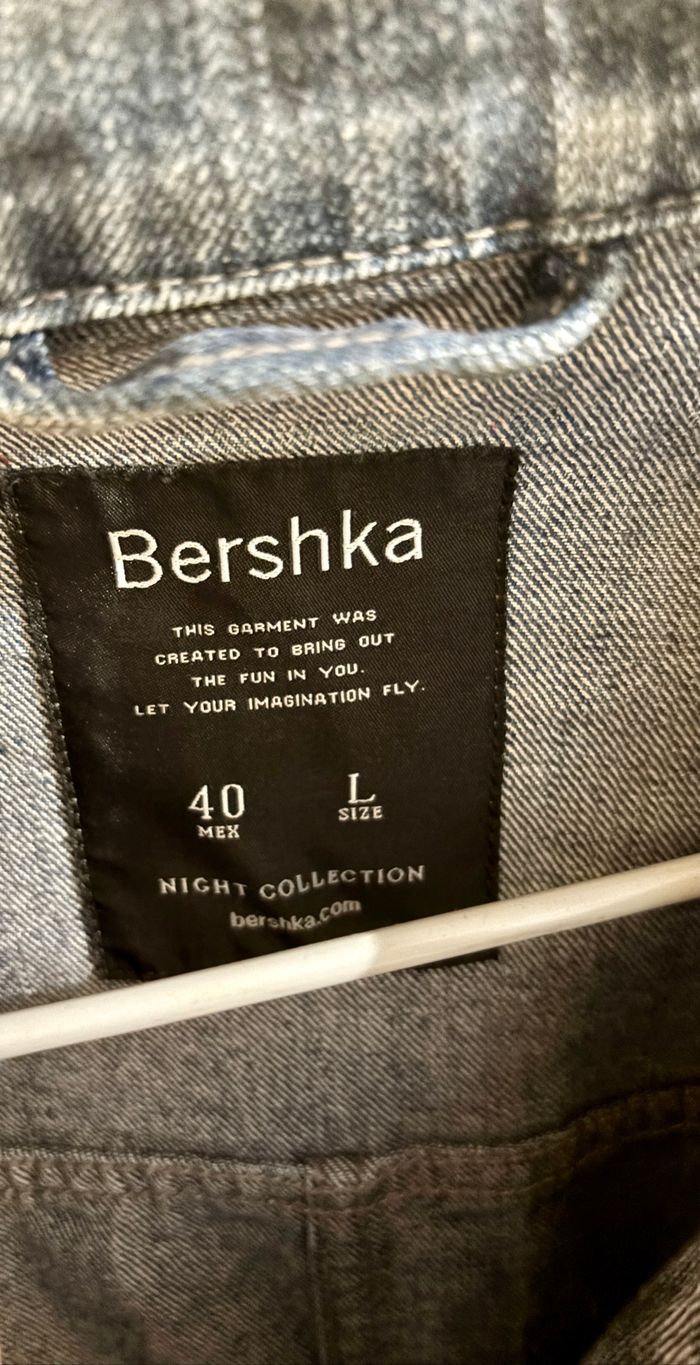 Bershka
THIS GARMENT WAS
CREATED TO BRING OUT
THE FUN IN YOU.
LET YOUR IMAGINATION FLY.
40 L
MEX SIZE
NIGHT COLLECTION
bershka.com